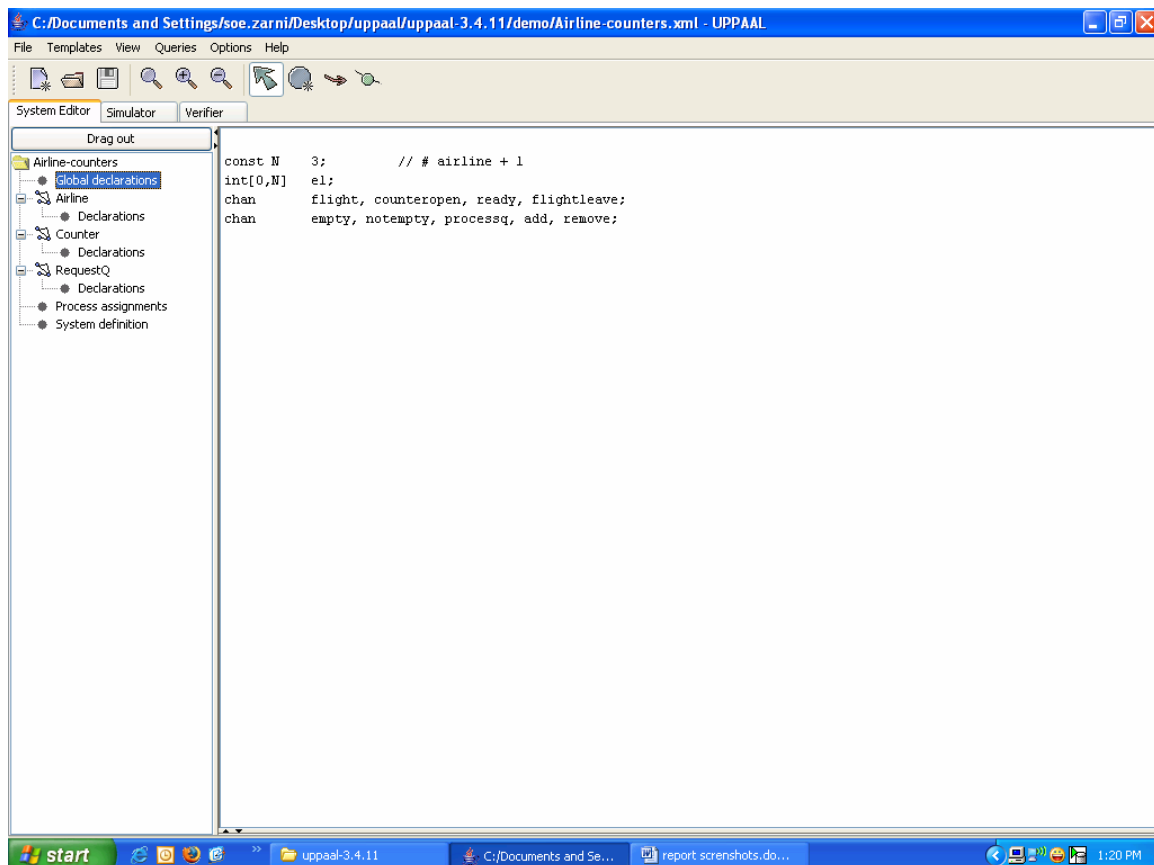 C:/Documents and Settings/soe.zarni/Desktop/uppaal/uppaal-3.4.11/demo/Airline-counters.xml - UPPAAL
File Templates View Queries Options Help
System Editor Simulator Verifier
Drag out
Airline-counters
Global declarations
Airline
Declarations
Counter
Declarations
RequestQ
Declarations
Process assignments
System definition
const N 3; // # airline + 1
int[0,N] el;
chan flight, counteropen, ready, flightleave;
chan empty, notempty, processq, add, remove;
start uppaal-3.4.11 C:/Documents and Se... report screnshots.do... 1:20 PM